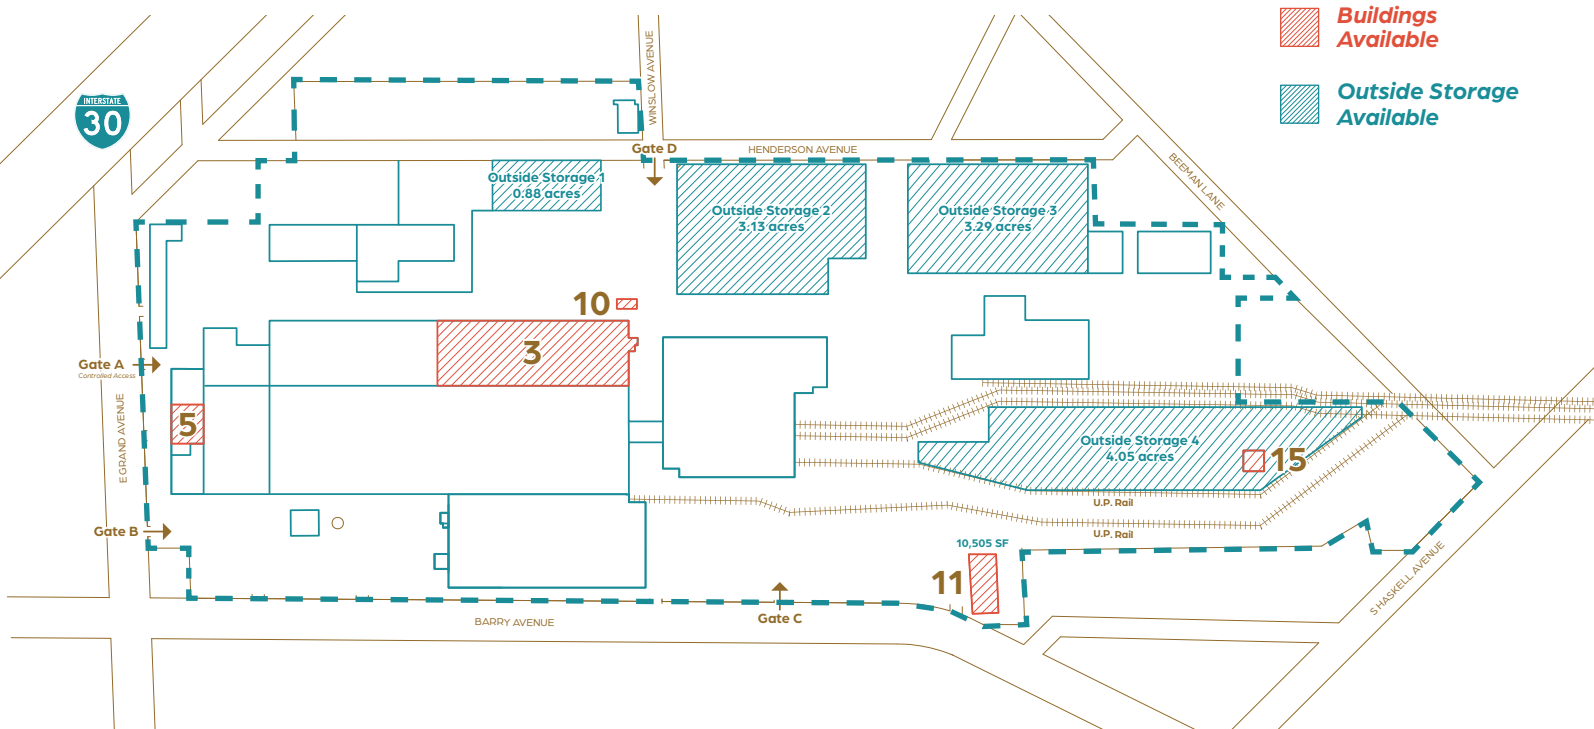 Buildings
Available
Outside Storage
Available
INTERSTATE
30
WINSLOW AVENUE
Gate D
HENDERSON AVENUE
BEEMAN LANE
Outside Storage 1
0.88 acres
Outside Storage 2
3.13 acres
Outside Storage 3
3.29 acres
10
3
Gate A
Controlled Access
E GRAND AVENUE
5
Outside Storage 4
4.05 acres
15
U.P. Rail
U.P. Rail
Gate B
10,505 SF
11
S HASKELL AVENUE
Gate C
BARRY AVENUE